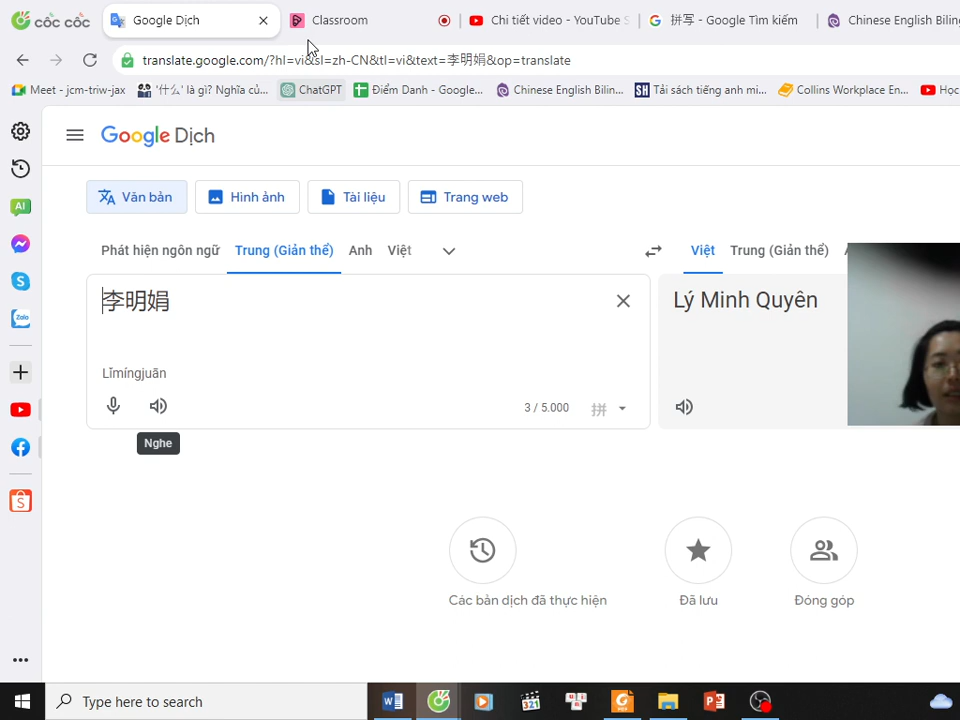 cốc cốc
Google Dịch
Classroom
Chi tiết video - YouTube S
拼写 - Google Tìm kiếm
Chinese English Biling
translate.google.com/?hl=vi&sl=zh-CN&tl=vi&text=李明娟&op=translate
Meet - jcm-triw-jax
'什么' là gì? Nghĩa củ...
ChatGPT
Điểm Danh - Google...
Chinese English Bilin...
SH
Tải sách tiếng anh mi...
Collins Workplace En...
Học
Google Dịch
AI
Văn bản
Hình ảnh
Tài liệu
Trang web
Phát hiện ngôn ngữ
Trung (Giản thể)
Anh
Việt
Việt
Trung (Giản thể)
李明娟
Lý Minh Quyên
Zalo
Lǐmíngjuān
3 / 5.000
拼
Nghe
Các bản dịch đã thực hiện
Đã lưu
Đóng góp
Type here to search
321